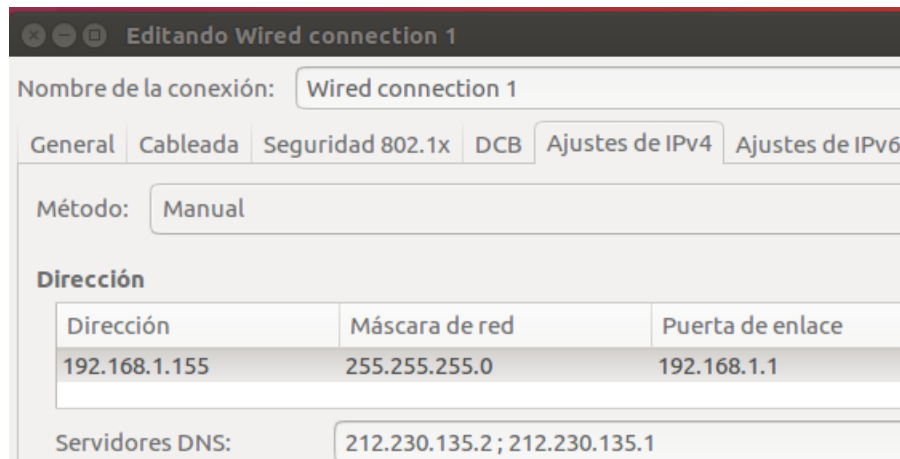 Editando Wired connection 1
Nombre de la conexión: Wired connection 1
General Cableada Seguridad 802.1x DCB Ajustes de IPv4 Ajustes de IPv6
Método: Manual
Dirección
Dirección Máscara de red Puerta de enlace
192.168.1.155 255.255.255.0 192.168.1.1
Servidores DNS: 212.230.135.2 ; 212.230.135.1